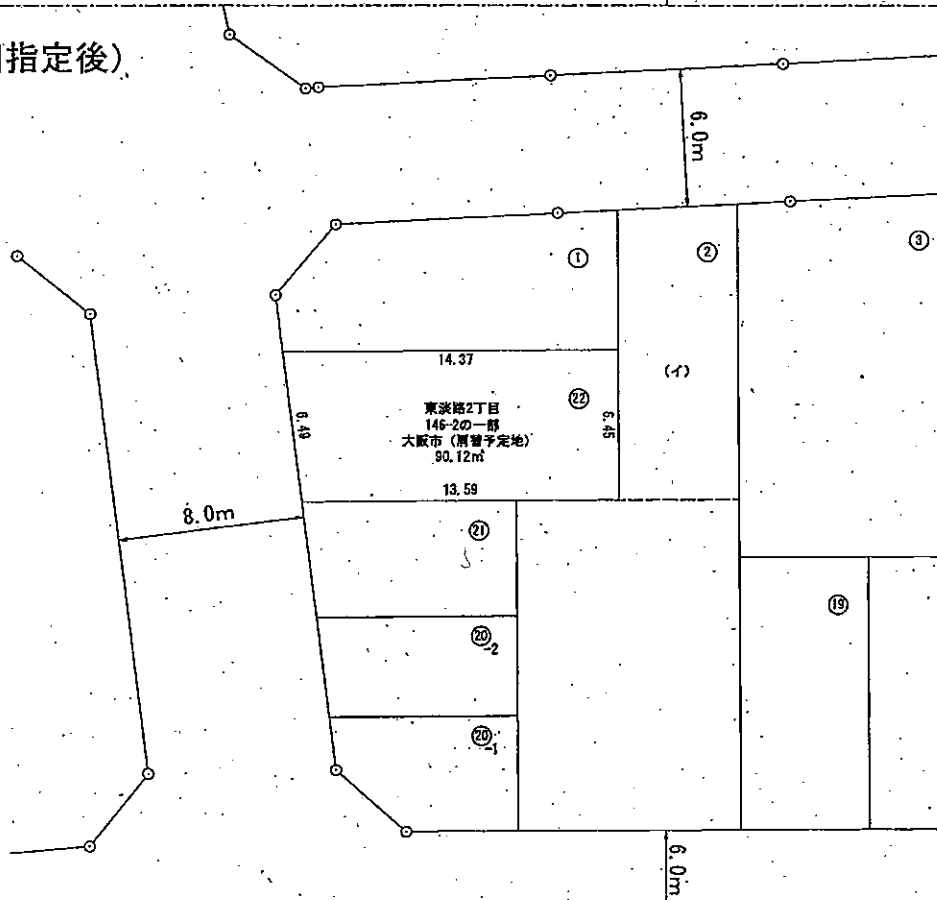 指定後)
6.0m
①
②
③
(イ)
14.37
㉒
東淡路2丁目
146-2の一部
大阪市(肩替予定地)
90.12㎡
6.49
6.45
13.59
8.0m
㉑
⑲
⑳-2
⑳-1
6.0m